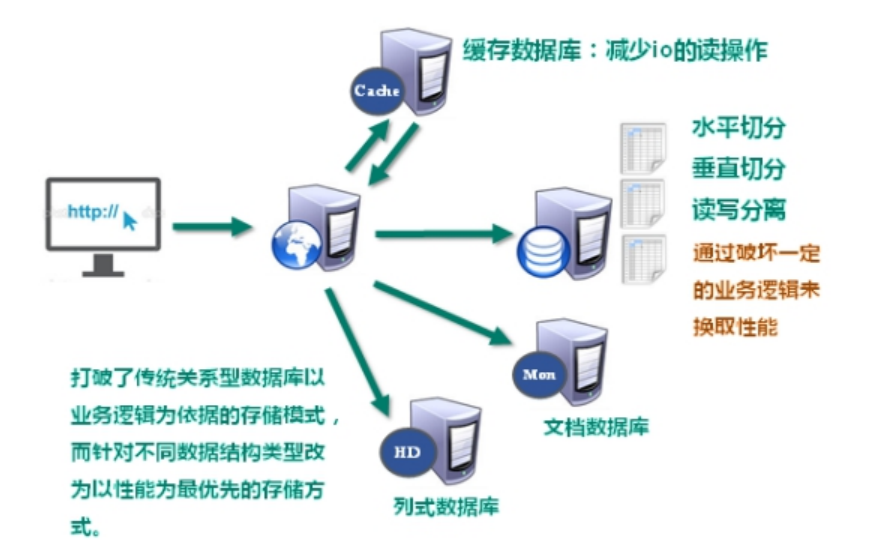 缓存数据库：减少io的读操作
Cache
水平切分
垂直切分
http://
读写分离
通过破坏一定
的业务逻辑来
换取性能
Mon
文档数据库
打破了传统关系型数据库以
业务逻辑为依据的存储模式，
而针对不同数据结构类型改
为以性能为最优先的存储方
式。
HD
列式数据库